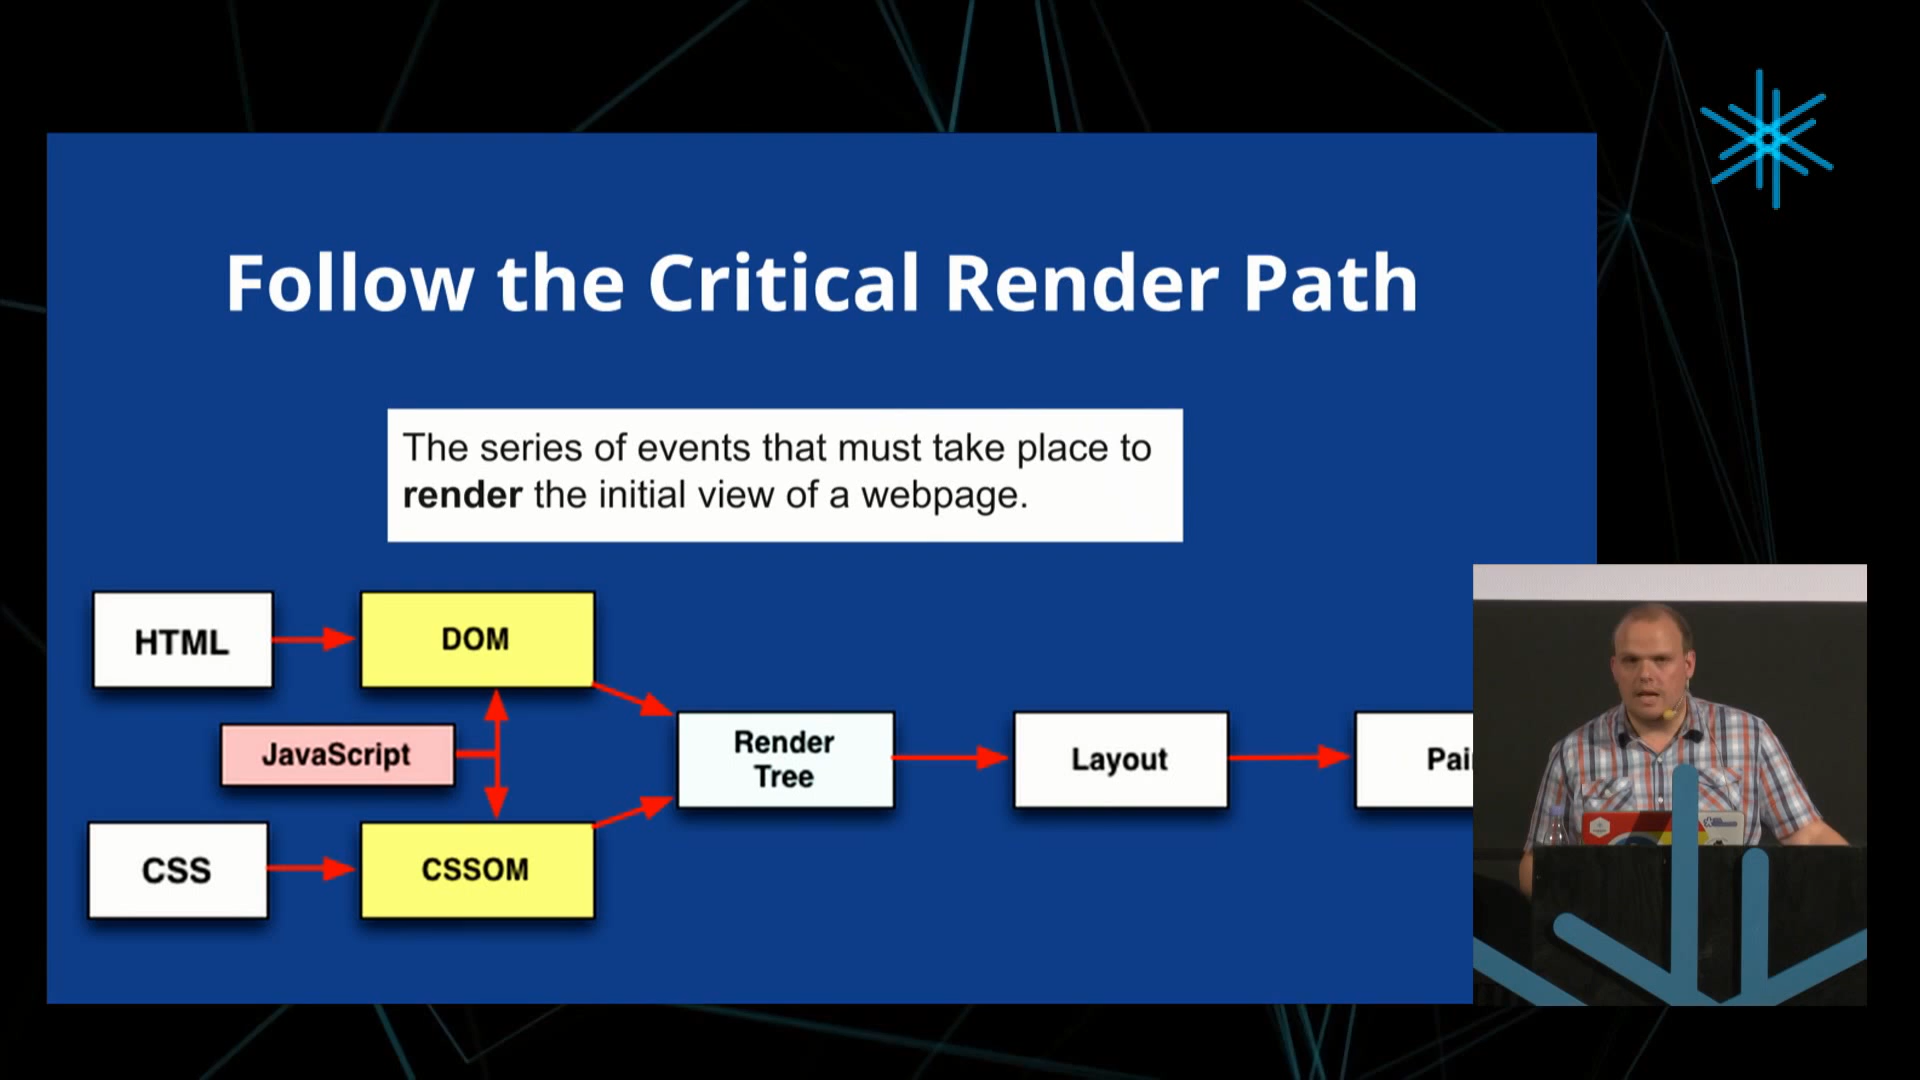 Follow the Critical Render Path
The series of events that must take place to
render the initial view of a webpage.
HTML
DOM
JavaScript
Render
Tree
Layout
CSS
CSSOM